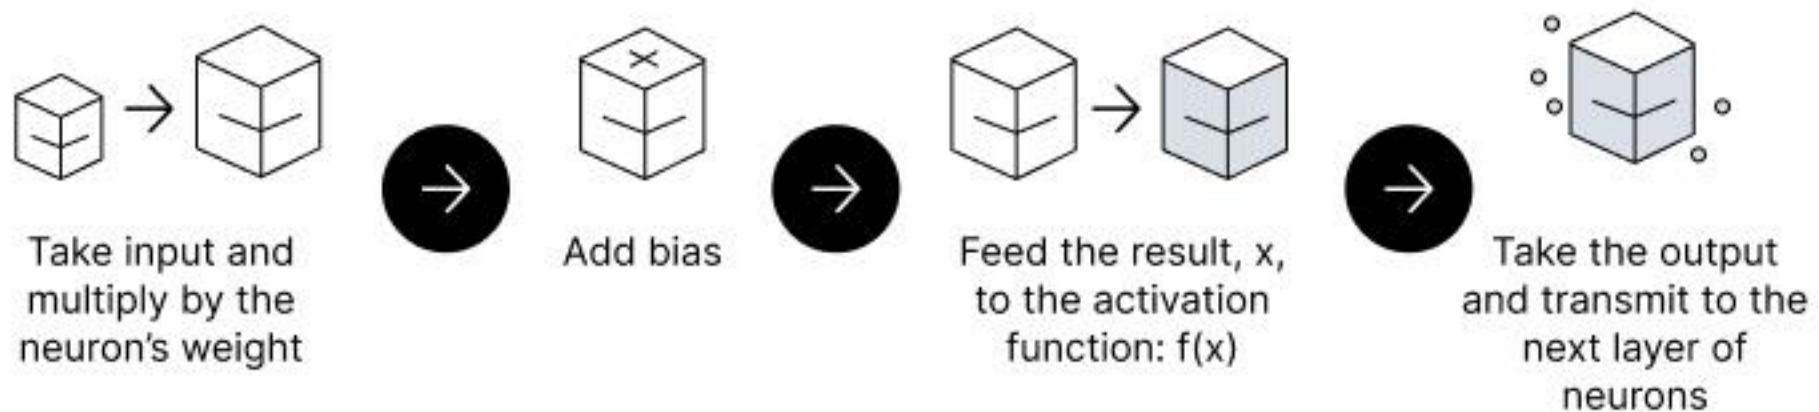 Take input and
multiply by the
neuron's weight
Add bias
Feed the result, x,
to the activation
function: f(x)
Take the output
and transmit to the
next layer of
neurons